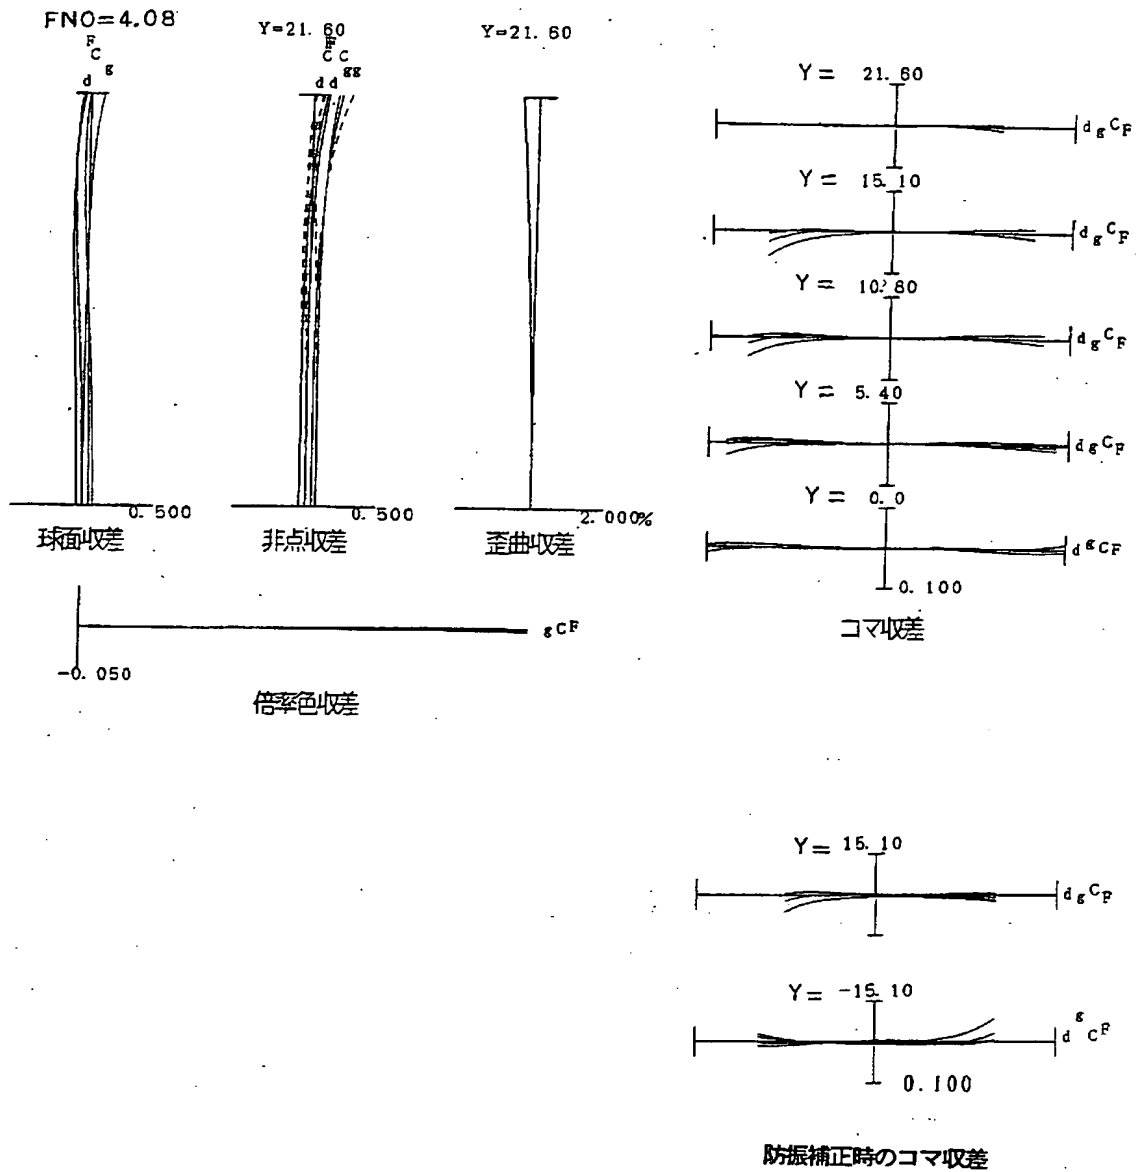 FNO=4.08
F
C
g
d
Y=21.60
F
C C
gg
d d
Y=21.60
0.500
球面収差
0.500
非点収差
2.000%
歪曲収差
g C F
-0.050
倍率色収差
Y= 21.60
d g C F
Y= 15.10
d g C F
Y= 10.80
d g C F
Y= 5.40
d g C F
Y= 0.0
d g C F
0.100
コマ収差
Y= 15.10
d g C F
Y= -15.10
d g C F
0.100
防振補正時のコマ収差